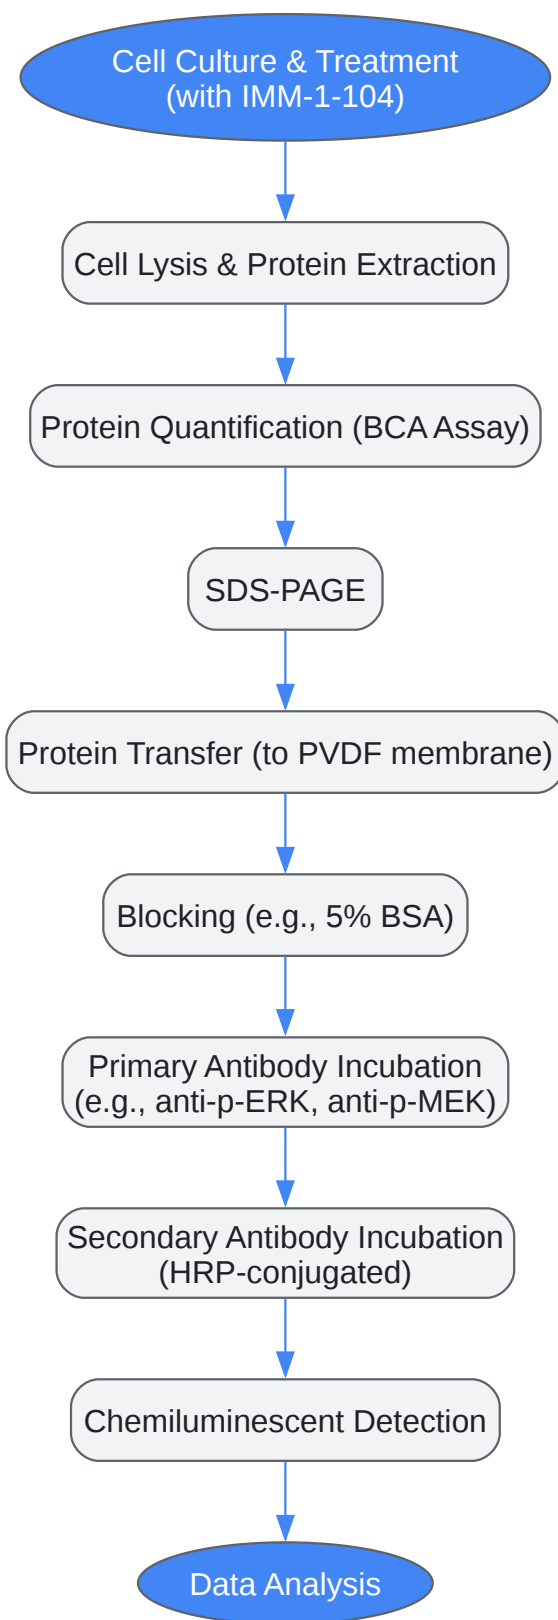 Cell Culture & Treatment
(with IMM-1-104)
Cell Lysis & Protein Extraction
Protein Quantification (BCA Assay)
SDS-PAGE
Protein Transfer (to PVDF membrane)
Blocking (e.g., 5% BSA)
Primary Antibody Incubation
(e.g., anti-p-ERK, anti-p-MEK)
Secondary Antibody Incubation
(HRP-conjugated)
Chemiluminescent Detection
Data Analysis